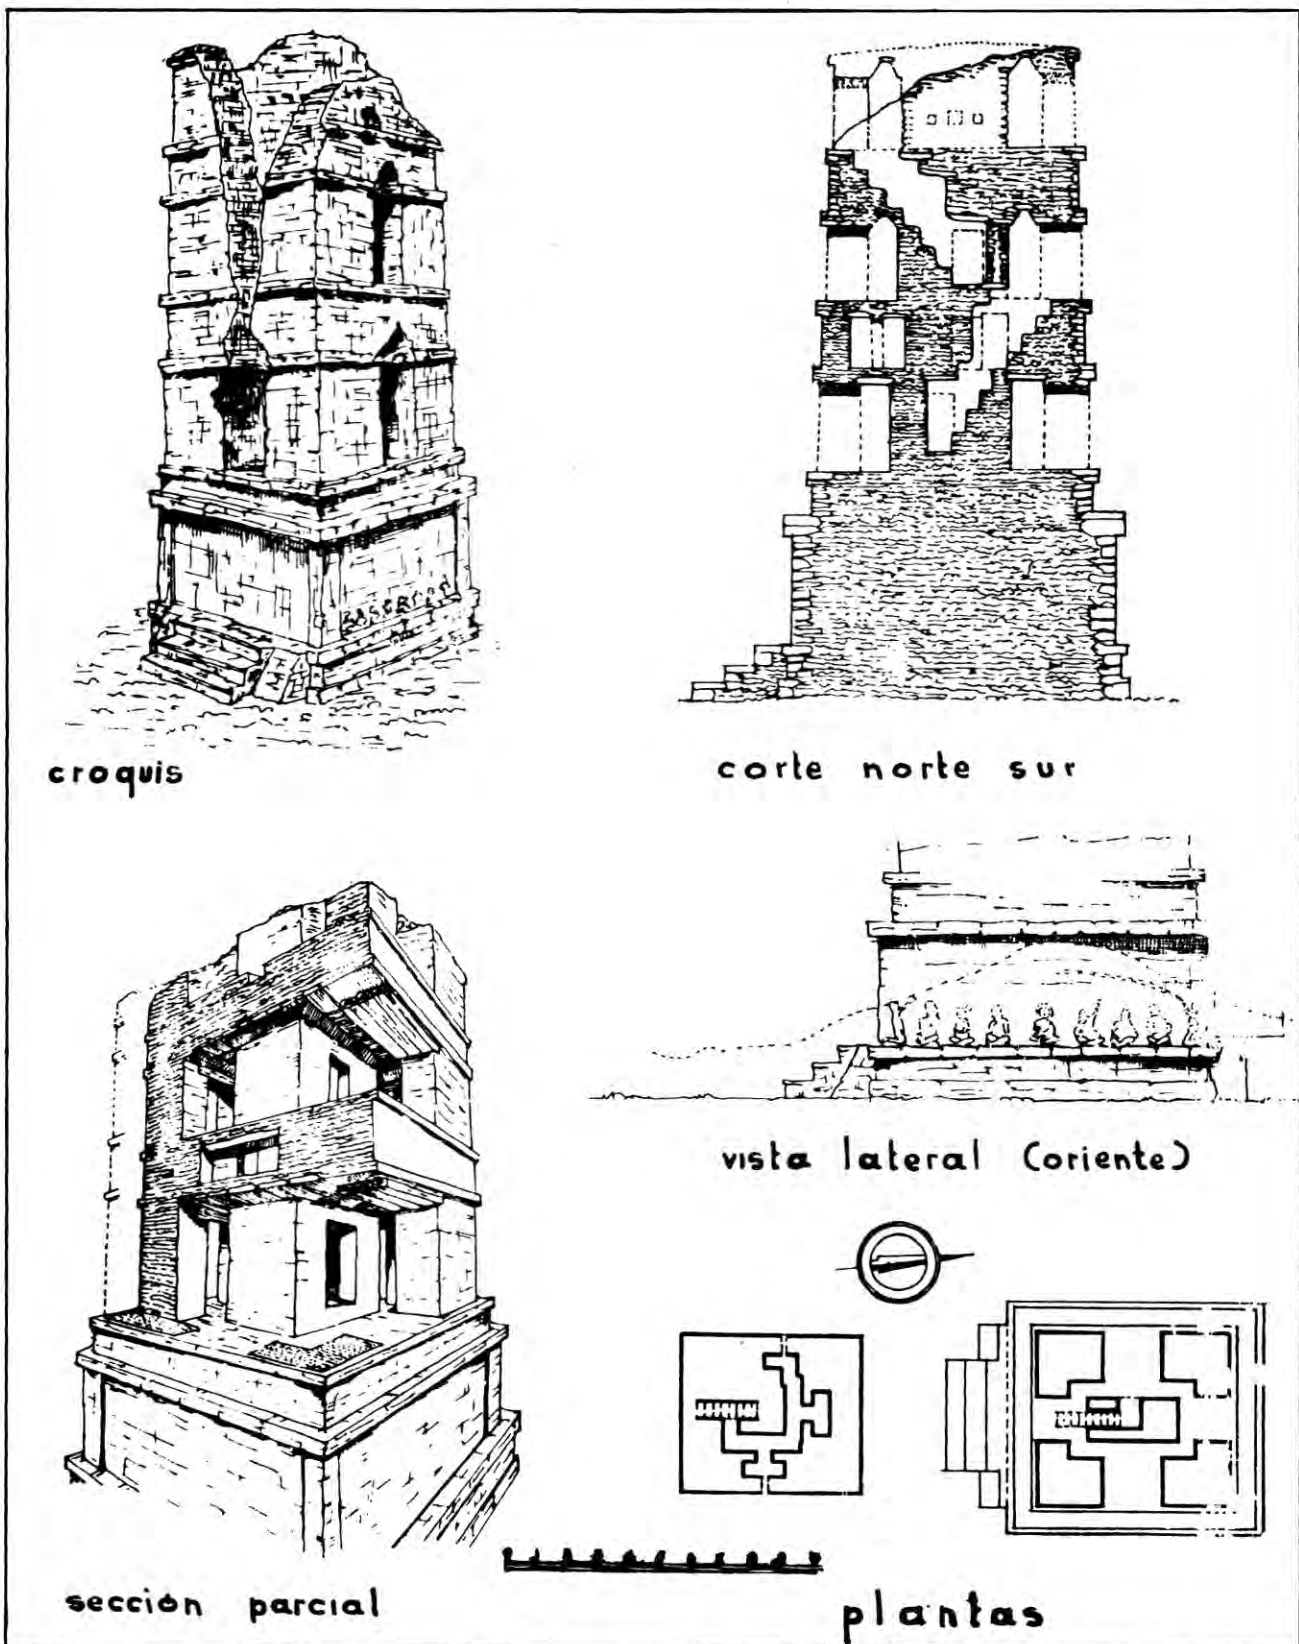 croquis
corte norte sur
vista lateral (oriente)
sección parcial
plantas